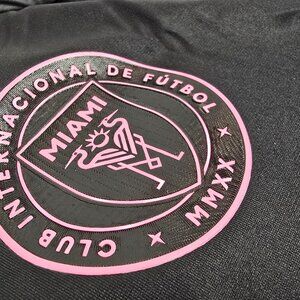 CLUB INTERNACIONAL DE FÚTBOL
MIAMI
MMXX